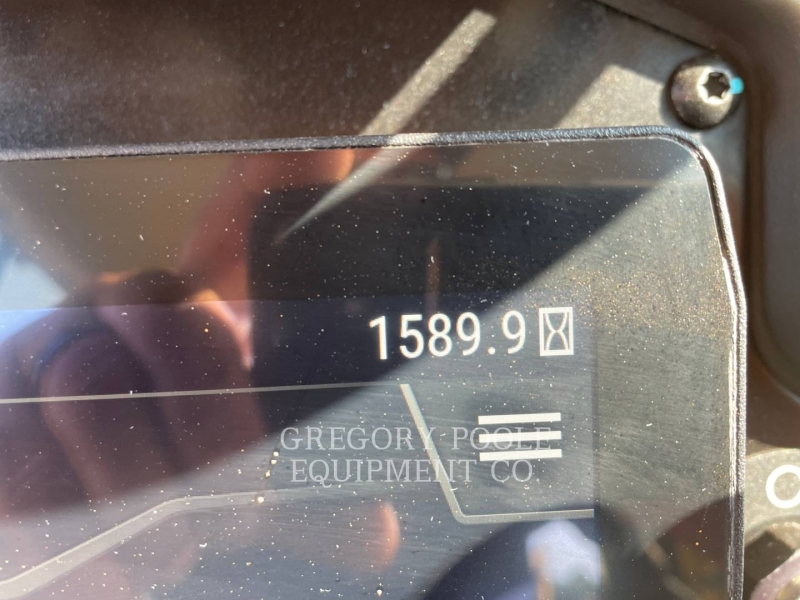 1589.9
GREGORY POOLE
EQUIPMENT CO